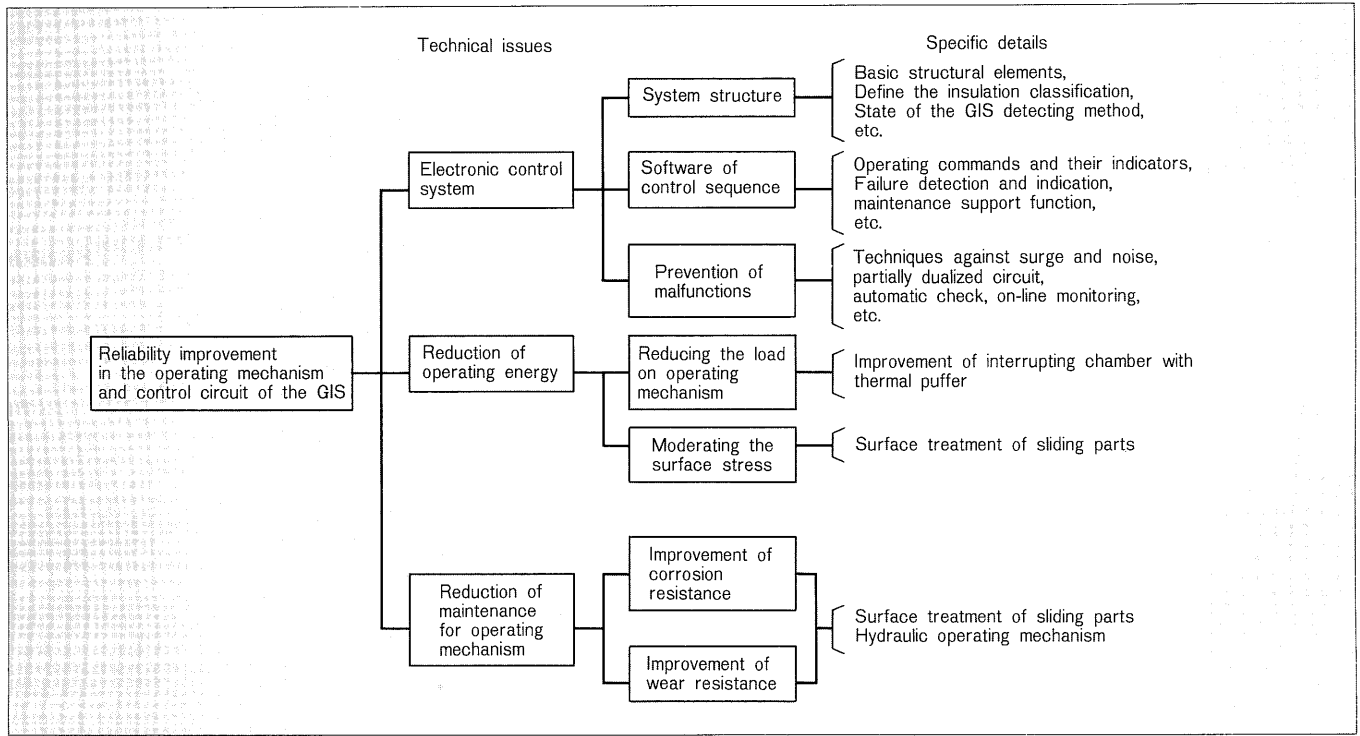 Technical issues
Specific details
Reliability improvement
in the operating mechanism
and control circuit of the GIS
Electronic control
system
System structure
Basic structural elements,
Define the insulation classification,
State of the GIS detecting method,
etc.
Software of
control sequence
Operating commands and their indicators,
Failure detection and indication,
maintenance support function,
etc.
Prevention of
malfunctions
Techniques against surge and noise,
partially dualized circuit,
automatic check, on-line monitoring,
etc.
Reduction of
operating energy
Reducing the load
on operating
mechanism
Improvement of interrupting chamber with
thermal puffer
Moderating the
surface stress
Surface treatment of sliding parts
Reduction of
maintenance
for operating
mechanism
Improvement of
corrosion
resistance
Improvement of
wear resistance
Surface treatment of sliding parts
Hydraulic operating mechanism